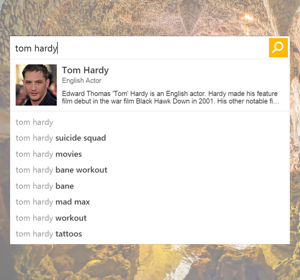 tom hardy
Tom Hardy
English Actor
Edward Thomas 'Tom' Hardy is an English actor. Hardy made his feature
film debut in the war film Black Hawk Down in 2001. His other notable fi...
tom hardy
tom hardy suicide squad
tom hardy movies
tom hardy bane workout
tom hardy bane
tom hardy mad max
tom hardy workout
tom hardy tattoos